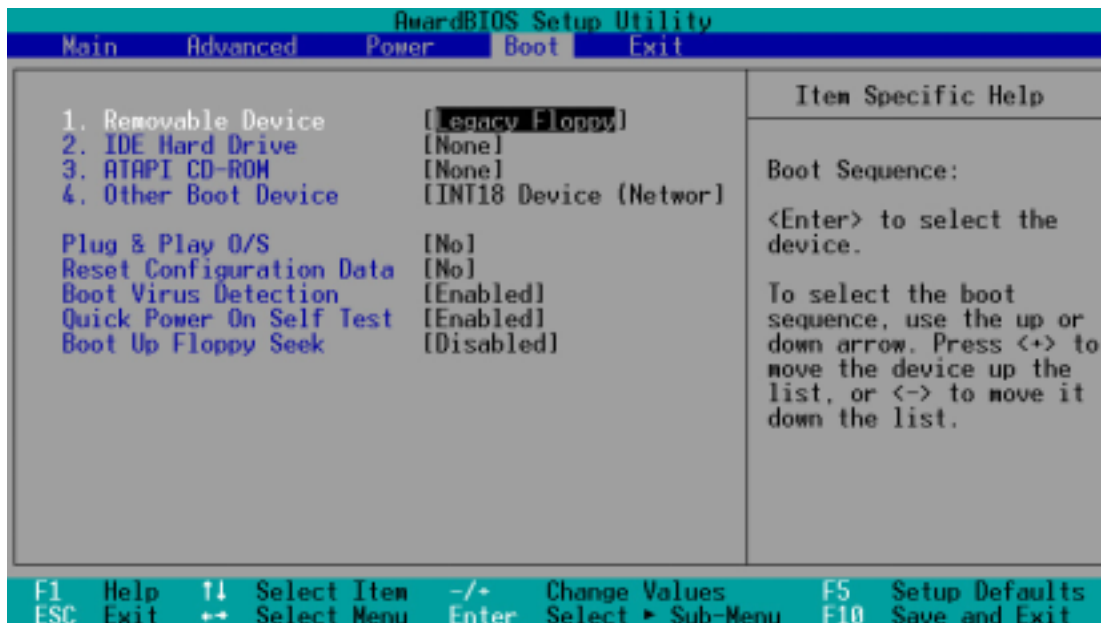 AwardBIOS Setup Utility
Main Advanced Power Boot Exit
1. Removable Device [Legacy Floppy]
2. IDE Hard Drive [None]
3. ATAPI CD-ROM [None]
4. Other Boot Device [INT18 Device (Networ]
Plug & Play O/S [No]
Reset Configuration Data [No]
Boot Virus Detection [Enabled]
Quick Power On Self Test [Enabled]
Boot Up Floppy Seek [Disabled]
Item Specific Help
Boot Sequence:
<Enter> to select the
device.
To select the boot
sequence, use the up or
down arrow. Press <+> to
move the device up the
list, or <-> to move it
down the list.
F1 Help ↑↓ Select Item -/+ Change Values F5 Setup Defaults
ESC Exit ←→ Select Menu Enter Select ► Sub-Menu F10 Save and Exit